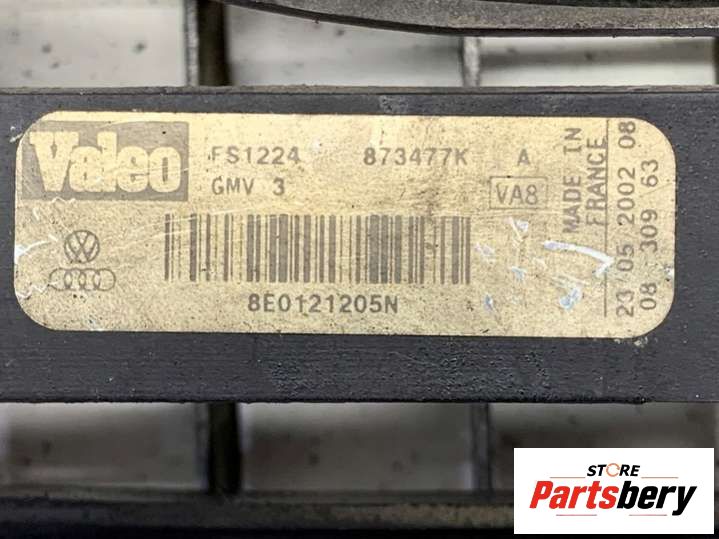 Valeo
FS1224 873477K A
GMV 3 VA8
8E0121205N
MADE IN
FRANCE
23 05 2002 08
08 309 63
STORE
Partsbery